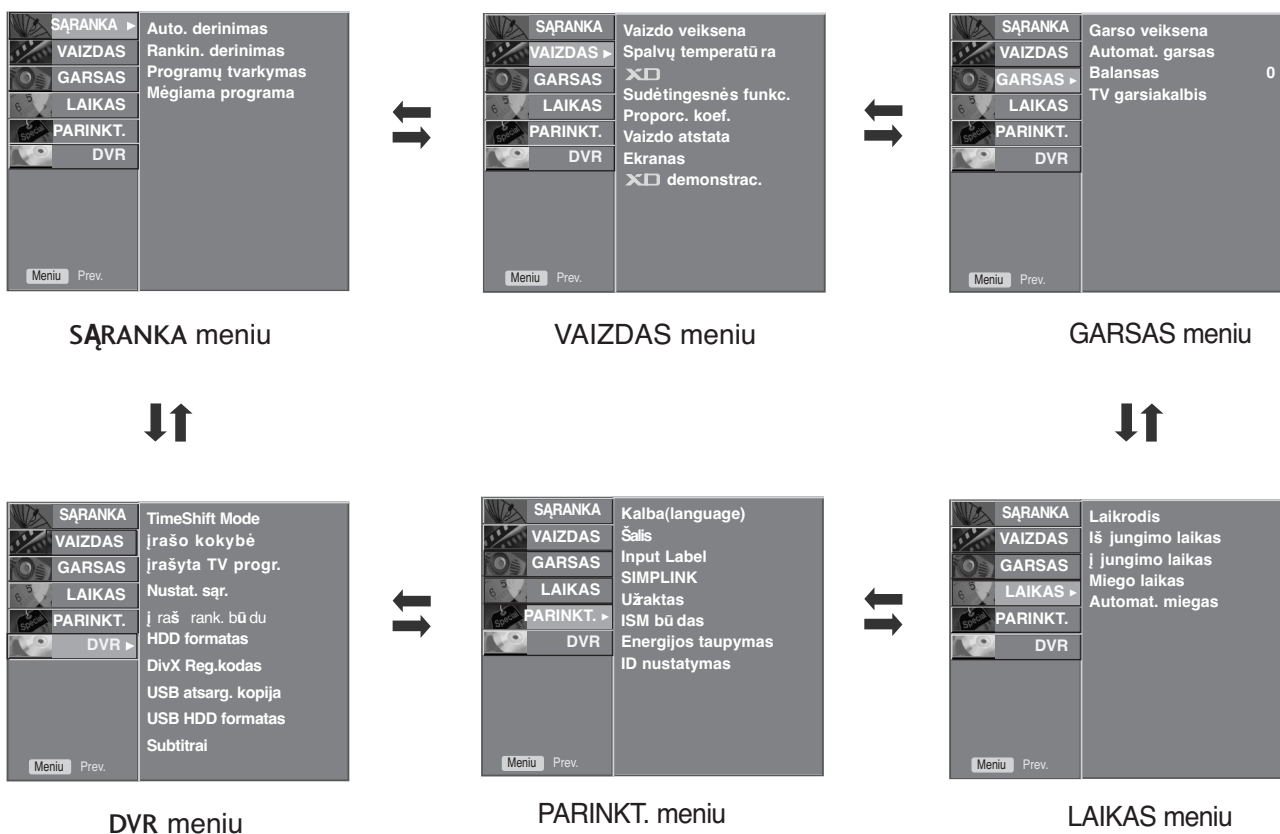 SĄRANKA
VAIZDAS
GARSAS
LAIKAS
PARINKT.
DVR
Auto. derinimas
Rankin. derinimas
Programų tvarkymas
Mėgiama programa
Meniu Prev.
SĄRANKA meniu
SĄRANKA
VAIZDAS
GARSAS
LAIKAS
PARINKT.
DVR
Vaizdo veiksena
Spalvų temperatū ra
XD
Sudėtingesnės funkc.
Proporc. koef.
Vaizdo atstata
Ekranas
XD demonstrac.
Meniu Prev.
VAIZDAS meniu
SĄRANKA
VAIZDAS
GARSAS
LAIKAS
PARINKT.
DVR
Garso veiksena
Automat. garsas
Balansas 0
TV garsiakalbis
Meniu Prev.
GARSAS meniu
SĄRANKA
VAIZDAS
GARSAS
LAIKAS
PARINKT.
DVR
TimeShift Mode
įrašo kokybė
įrašyta TV progr.
Nustat. sąr.
į raš rank. bū du
HDD formatas
DivX Reg.kodas
USB atsarg. kopija
USB HDD formatas
Subtitrai
Meniu Prev.
DVR meniu
SĄRANKA
VAIZDAS
GARSAS
LAIKAS
PARINKT.
DVR
Kalba(language)
Šalis
Input Label
SIMPLINK
Užraktas
ISM bū das
Energijos taupymas
ID nustatymas
Meniu Prev.
PARINKT. meniu
SĄRANKA
VAIZDAS
GARSAS
LAIKAS
PARINKT.
DVR
Laikrodis
Iš jungimo laikas
į jungimo laikas
Miego laikas
Automat. miegas
Meniu Prev.
LAIKAS meniu